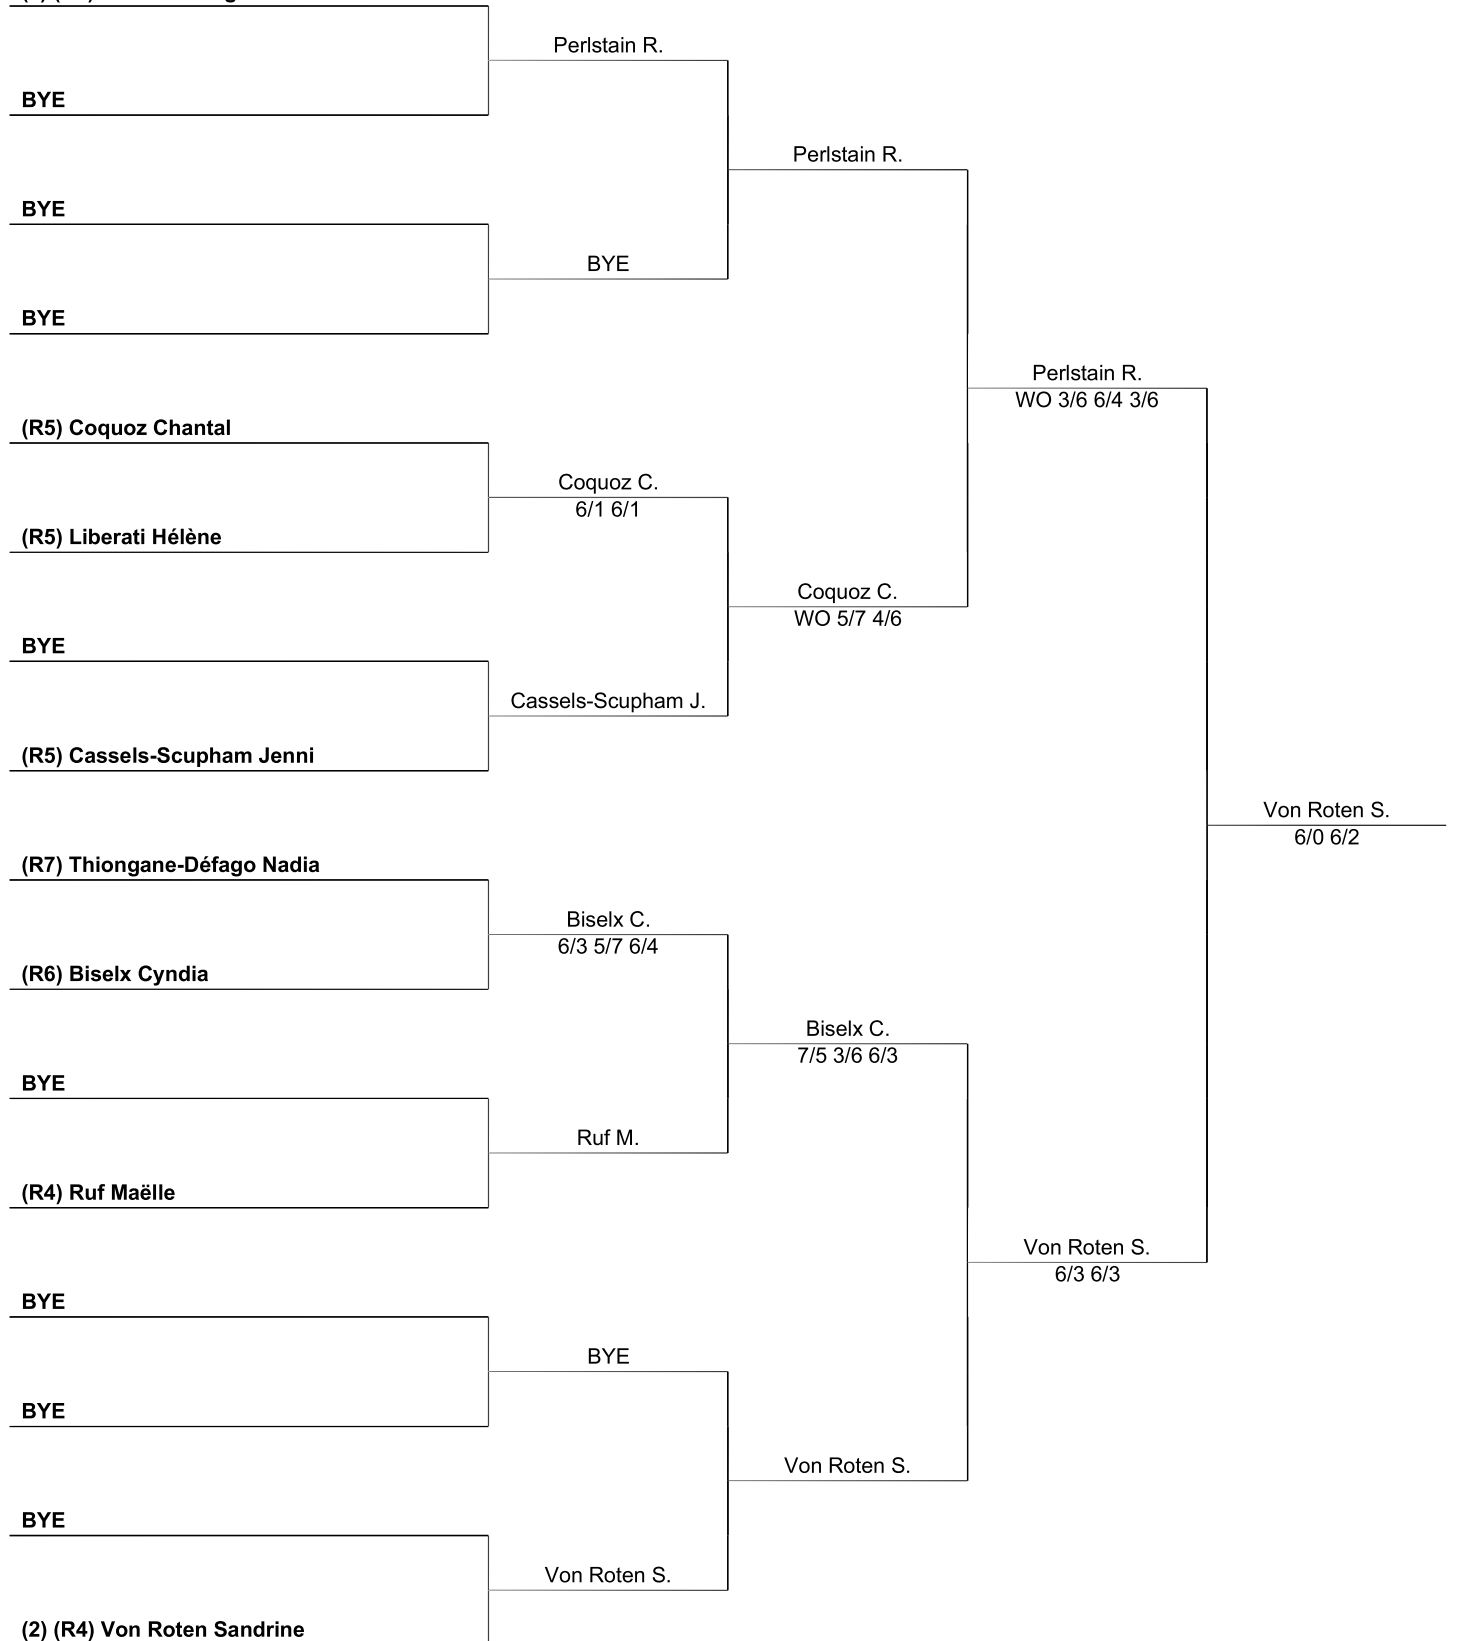 BYE
BYE
BYE
(R5) Coquoz Chantal
(R5) Liberati Hélène
BYE
(R5) Cassels-Scupham Jenni
(R7) Thiongane-Défago Nadia
(R6) Biselx Cyndia
BYE
(R4) Ruf Maëlle
BYE
BYE
BYE
(2) (R4) Von Roten Sandrine
Perlstain R.
BYE
Coquoz C.
6/1 6/1
Cassels-Scupham J.
Biselx C.
6/3 5/7 6/4
Ruf M.
BYE
Von Roten S.
Perlstain R.
Coquoz C.
WO 5/7 4/6
Biselx C.
7/5 3/6 6/3
Von Roten S.
Perlstain R.
WO 3/6 6/4 3/6
Von Roten S.
6/3 6/3
Von Roten S.
6/0 6/2